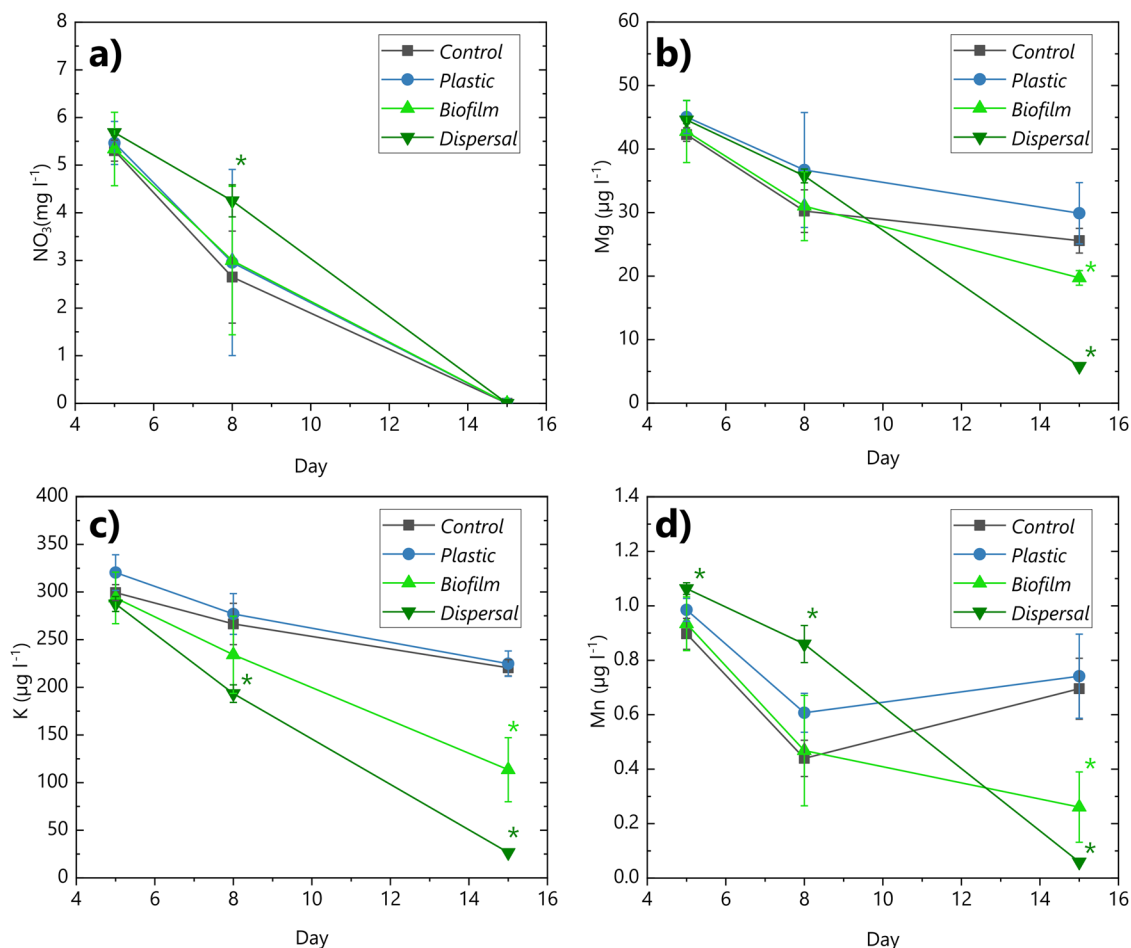 a)
8
7
6
5
4
3
2
1
0
NO₃(mg l⁻¹)
4 6 8 10 12 14 16
Day
Control
Plastic
Biofilm
Dispersal
*
b)
60
50
40
30
20
10
0
Mg (µg l⁻¹)
4 6 8 10 12 14 16
Day
Control
Plastic
Biofilm
Dispersal
*
*
c)
400
350
300
250
200
150
100
50
0
K (µg l⁻¹)
4 6 8 10 12 14 16
Day
Control
Plastic
Biofilm
Dispersal
*
*
*
d)
1.4
1.2
1.0
0.8
0.6
0.4
0.2
0.0
Mn (µg l⁻¹)
4 6 8 10 12 14 16
Day
Control
Plastic
Biofilm
Dispersal
*
*
*
*